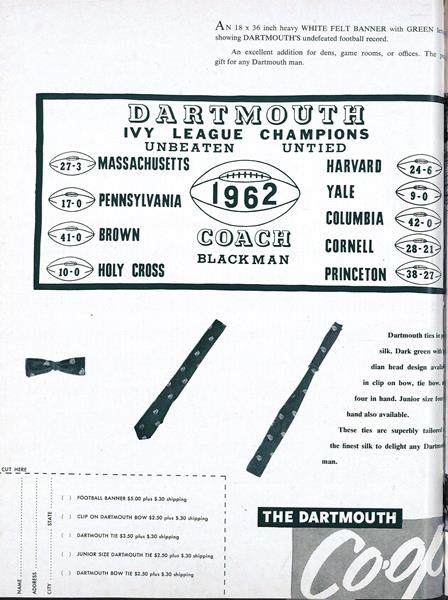 AN 18 x 36 inch heavy WHITE FELT BANNER with GREEN
showing DARTMOUTH'S undefeated football record.
An excellent addition for dens, game rooms, or offices. The
gift for any Dartmouth man.
DARTMOUTH
IVY LEAGUE CHAMPIONS
UNBEATEN UNTIED
27-3 MASSACHUSETTS
17-0 PENNSYLVANIA
41-0 BROWN
10-0 HOLY CROSS
1962
COACH
BLACKMAN
HARVARD 24-6
YALE 9-0
COLUMBIA 42-0
CORNELL 28-21
PRINCETON 38-27
Dartmouth ties in
silk. Dark green
dian head design
in clip on bow, tie bow,
four in hand. Junior size
hand also available.
These ties are superbly tailored
the finest silk to delight any
man.
CUT HERE
NAME
ADDRESS
CITY STATE
( ) FOOTBALL BANNER $5.00 plus $.30 shipping
( ) CLIP ON DARTMOUTH BOW $2.50 plus $.30 shipping
( ) DARTMOUTH TIE $3.50 plus $.30 shipping
( ) JUNIOR SIZE DARTMOUTH TIE $2.50 plus $.30 shipping
( ) DARTMOUTH BOW TIE $2.50 plus $.30 shipping
THE DARTMOUTH
Co-op